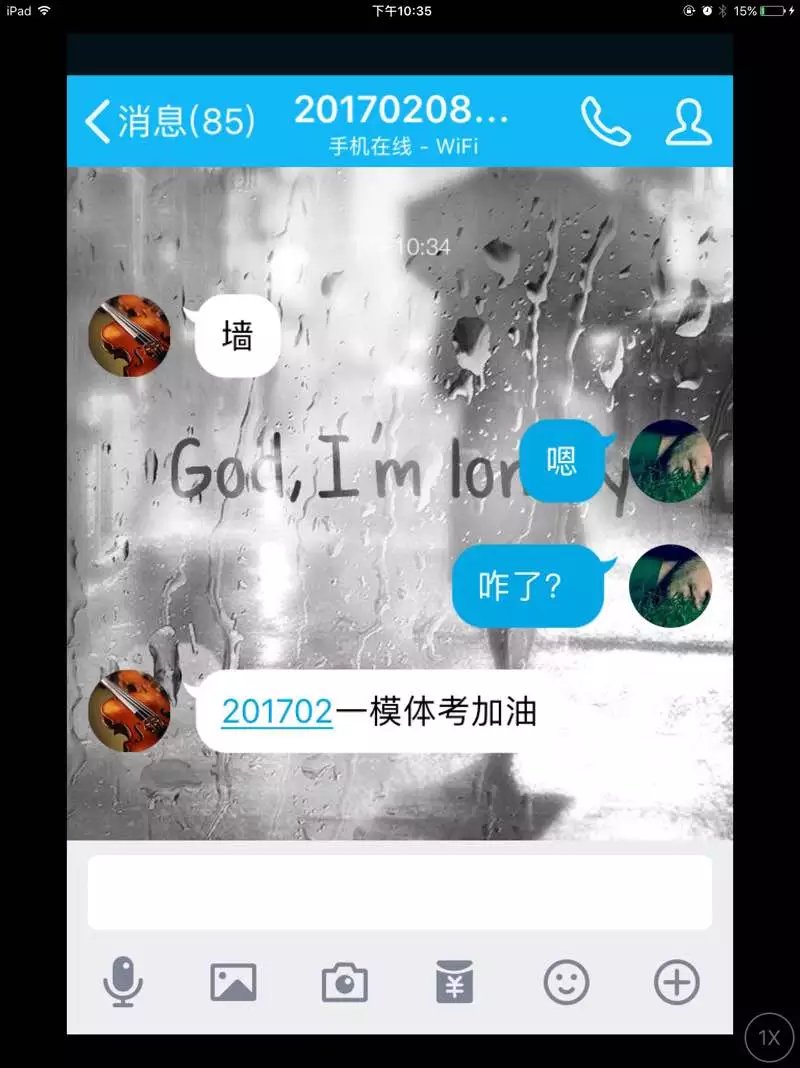 iPad 下午10:35 15%
消息(85) 20170208...
手机在线 - WiFi
10:34
墙
God, I'm lon y
嗯
咋了?
201702一模体考加油
1X